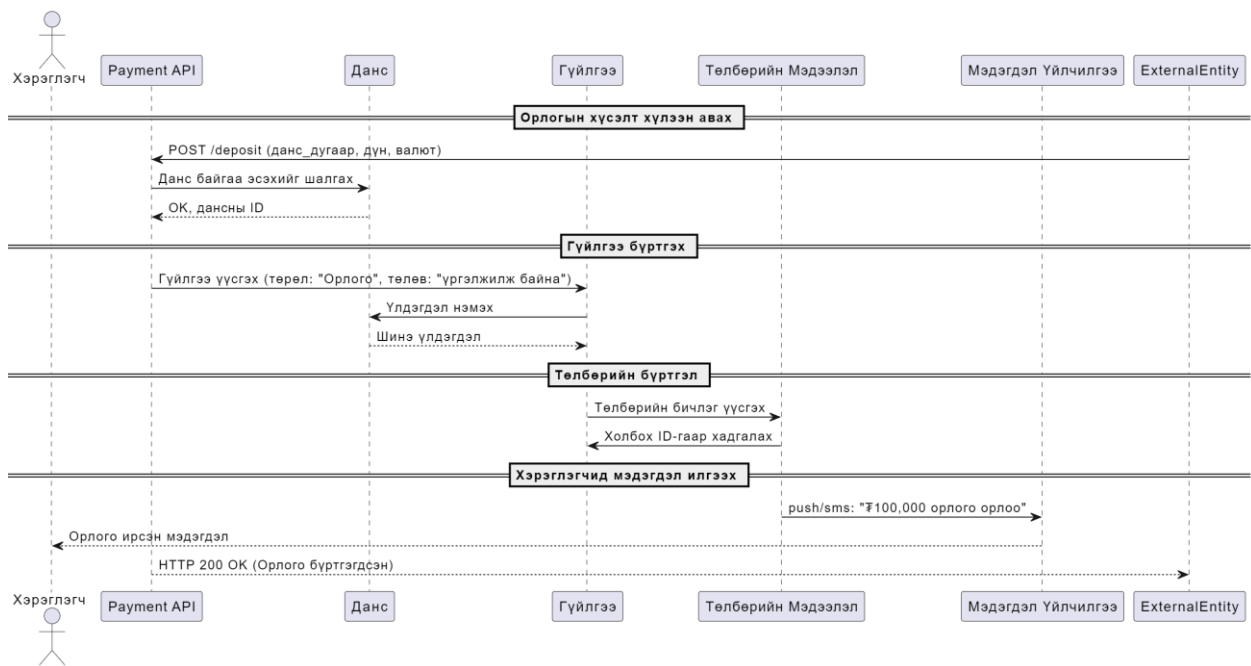 Хэрэглэгч
Payment API
Данс
Гүйлгээ
Төлбөрийн Мэдээлэл
Мэдэгдэл Үйлчилгээ
ExternalEntity
Орлогын хүсэлт хүлээн авах
POST /deposit (данс_дугаар, дүн, валют)
Данс байгаа эсэхийг шалгах
OK, дансны ID
Гүйлгээ бүртгэх
Гүйлгээ үүсгэх (төрөл: "Орлого", төлөв: "үргэлжилж байна")
Үлдэгдэл нэмэх
Шинэ үлдэгдэл
Төлбөрийн бүртгэл
Төлбөрийн бичлэг үүсгэх
Холбох ID-гаар хадгалах
Хэрэглэгчид мэдэгдэл илгээх
push/sms: "₮100,000 орлого орлоо"
Орлого ирсэн мэдэгдэл
HTTP 200 OK (Орлого бүртгэгдсэн)
Хэрэглэгч
Payment API
Данс
Гүйлгээ
Төлбөрийн Мэдээлэл
Мэдэгдэл Үйлчилгээ
ExternalEntity